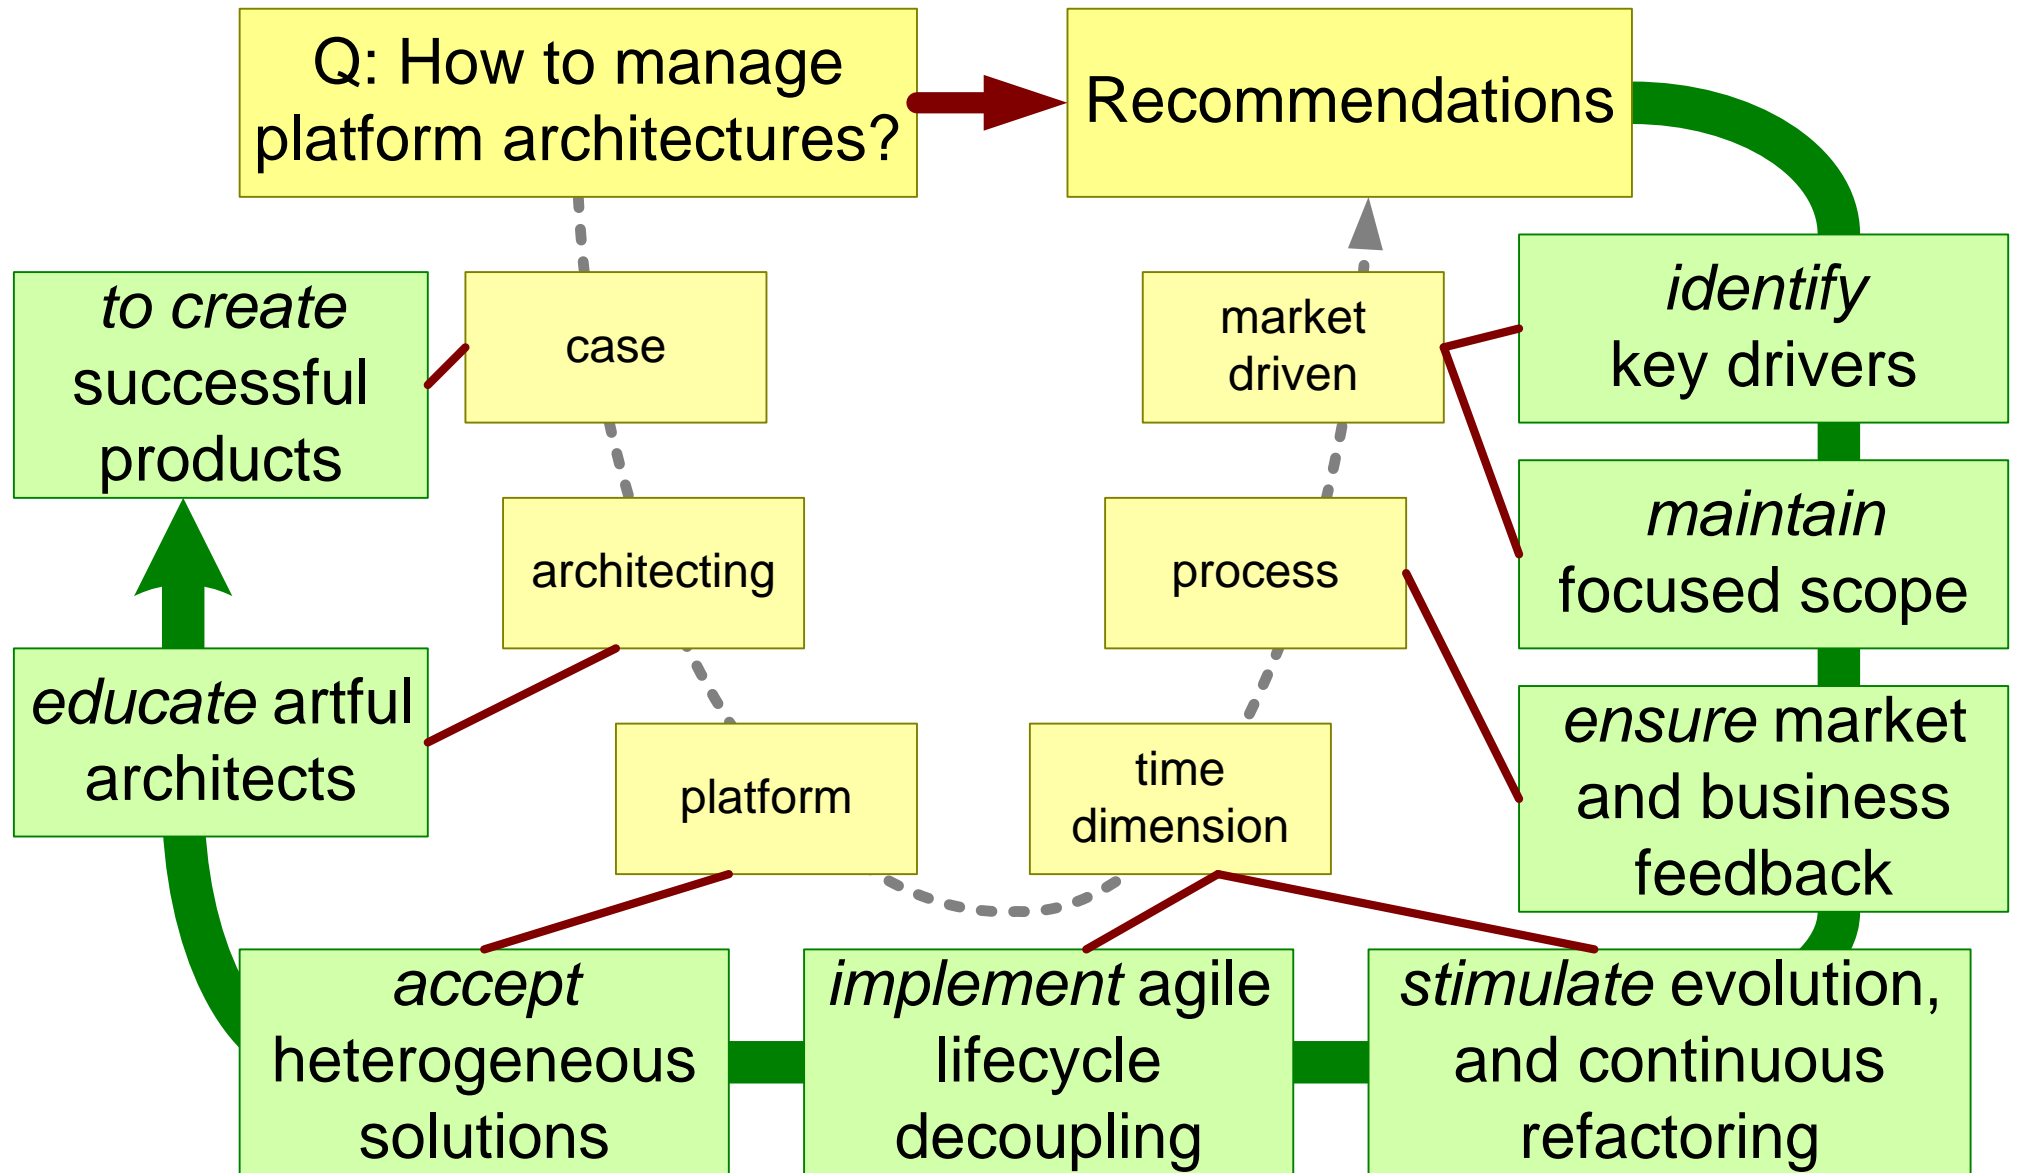 Q: How to manage
platform architectures?
Recommendations
to create
successful
products
case
market
driven
identify
key drivers
architecting
process
maintain
focused scope
educate artful
architects
platform
time
dimension
ensure market
and business
feedback
accept
heterogeneous
solutions
implement agile
lifecycle
decoupling
stimulate evolution,
and continuous
refactoring